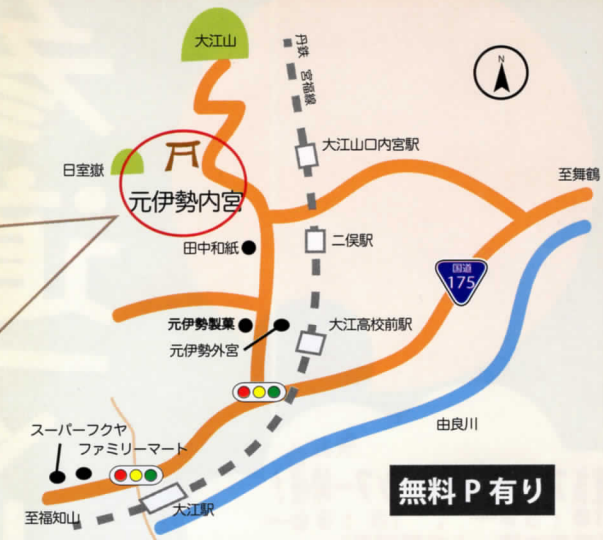 大江山
丹鉄 宮福線
N
大江山口内宮駅
日室嶽
至舞鶴
元伊勢内宮
田中和紙
二俣駅
国道
175
元伊勢製菓
大江高校前駅
元伊勢外宮
由良川
スーパーフクヤ
ファミリーマート
無料P有り
至福知山
大江駅